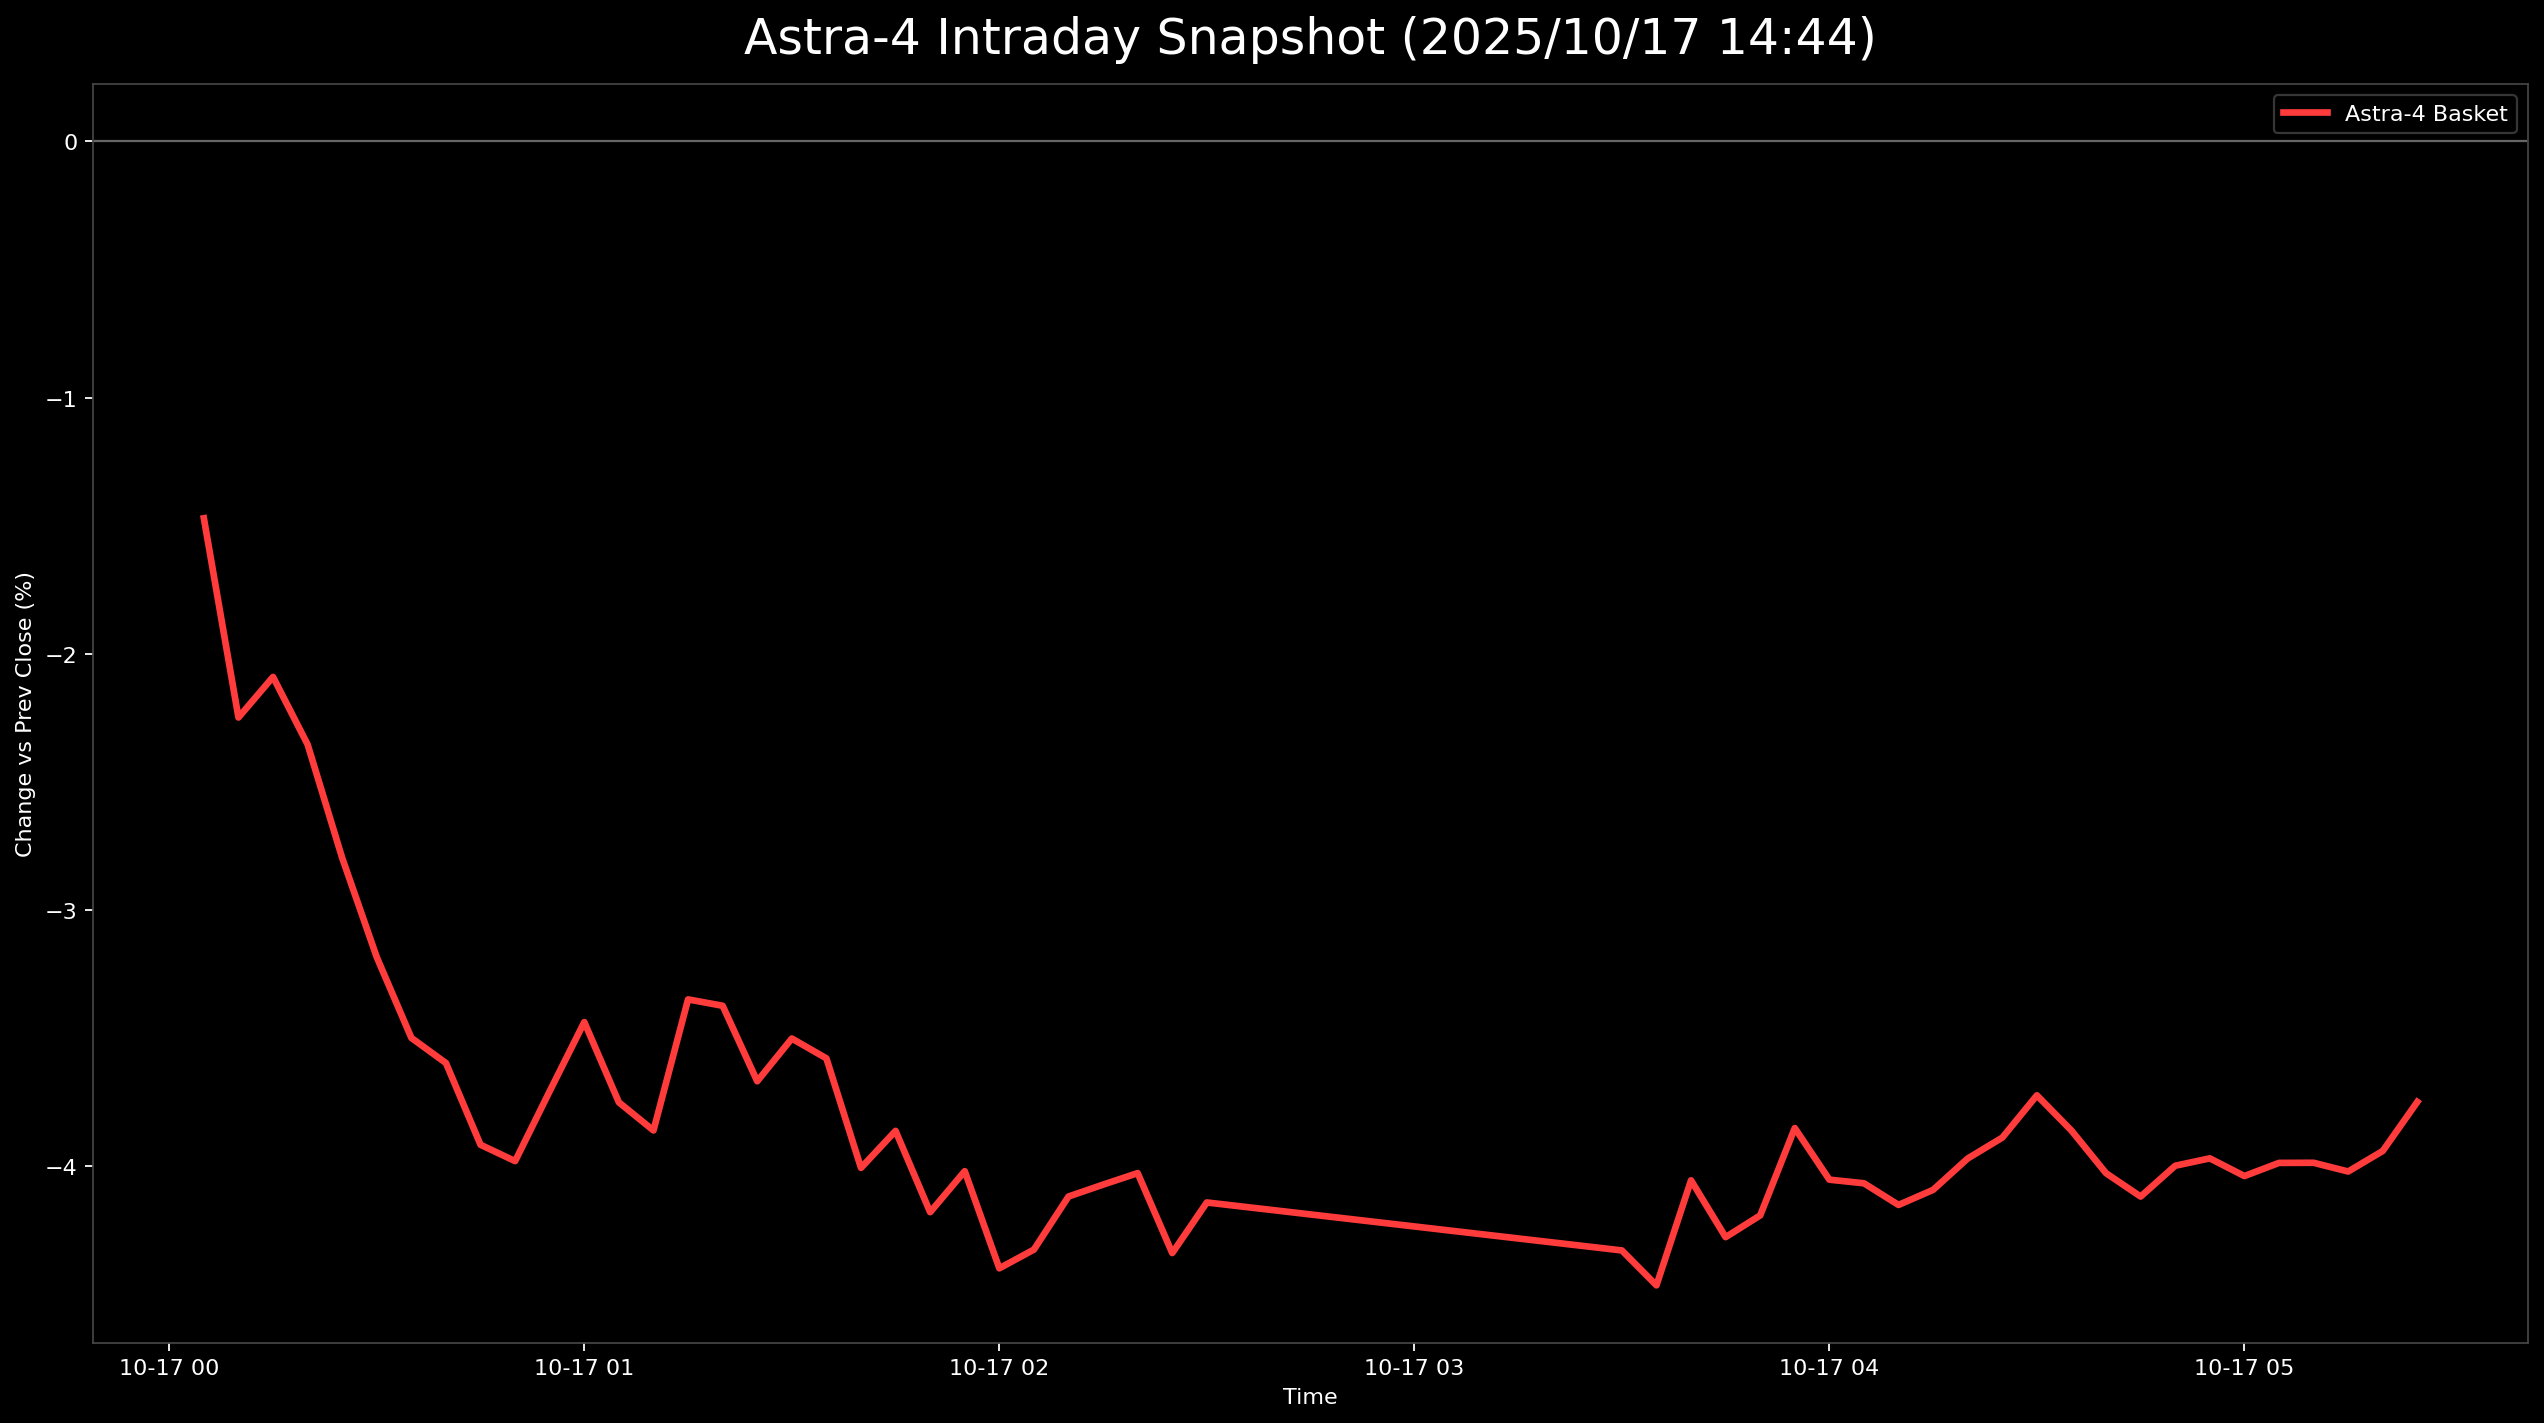 Astra-4 Intraday Snapshot (2025/10/17 14:44)
Astra-4 Basket
Change vs Prev Close (%)
0
−1
−2
−3
−4
10-17 00
10-17 01
10-17 02
10-17 03
10-17 04
10-17 05
Time